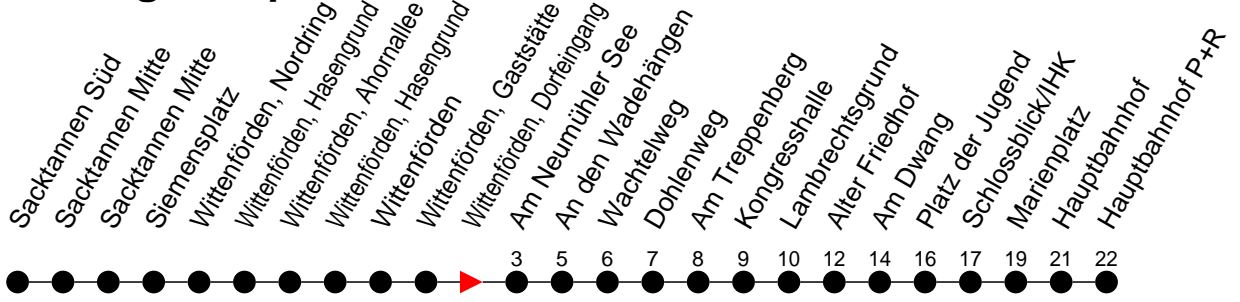 Sacktannen Süd
Sacktannen Mitte
Sacktannen Mitte
Siemensplatz
Wittenförden, Nordring
Wittenförden, Hasengrund
Wittenförden, Ahornallee
Wittenförden, Hasengrund
Wittenförden
Wittenförden, Gaststätte
Wittenförden, Dorfeingang
Am Neumühler See
An den Wadehängen
Wachtelweg
Dohlenweg
Am Treppenberg
Kongresshalle
Lambrechtsgrund
Alter Friedhof
Am Dwang
Platz der Jugend
Schlossblick/IHK
Marienplatz
Hauptbahnhof
Hauptbahnhof P+R
3 5 6 7 8 9 10 12 14 16 17 19 21 22